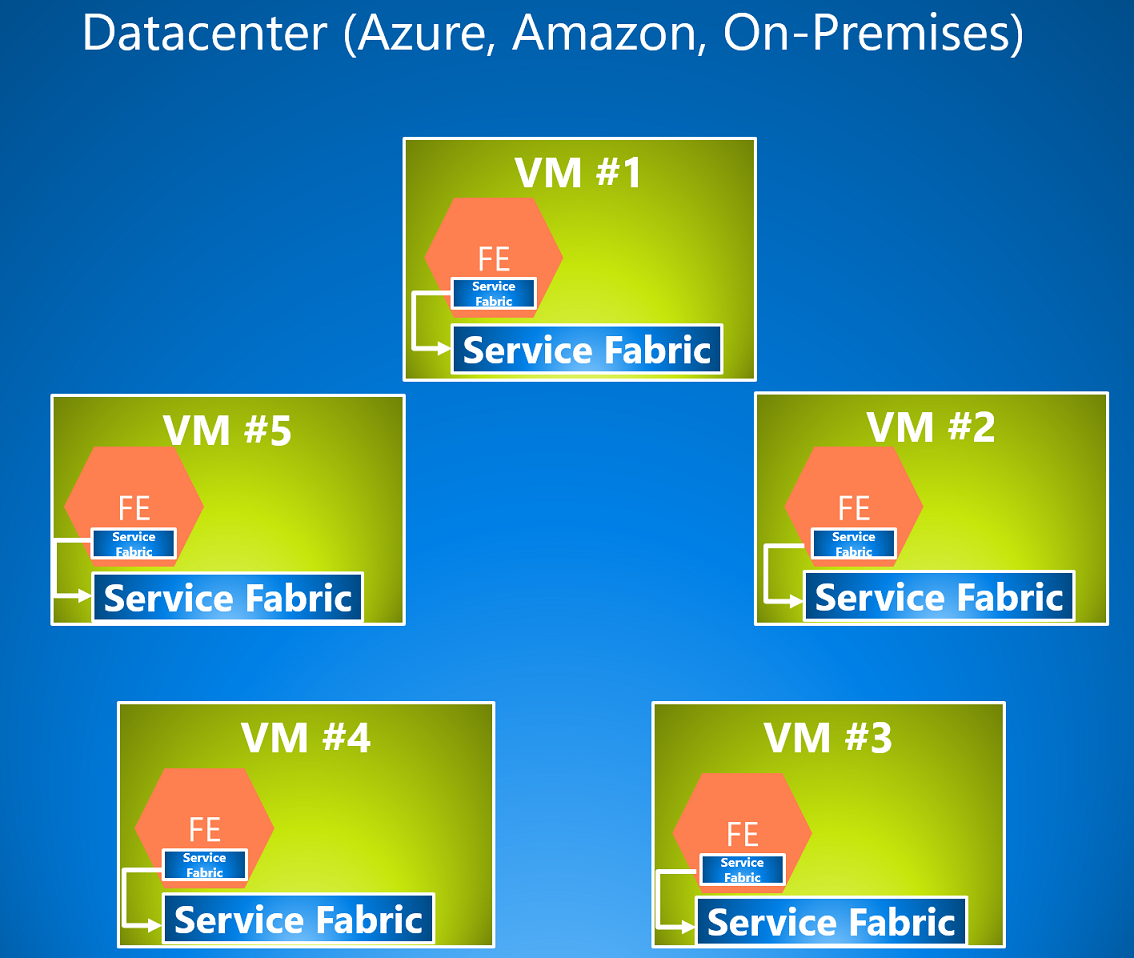 Datacenter (Azure, Amazon, On-Premises)
VM #1
FE
Service
Fabric
Service Fabric
VM #5
FE
Service
Fabric
Service Fabric
VM #2
FE
Service
Fabric
Service Fabric
VM #4
FE
Service
Fabric
Service Fabric
VM #3
FE
Service
Fabric
Service Fabric